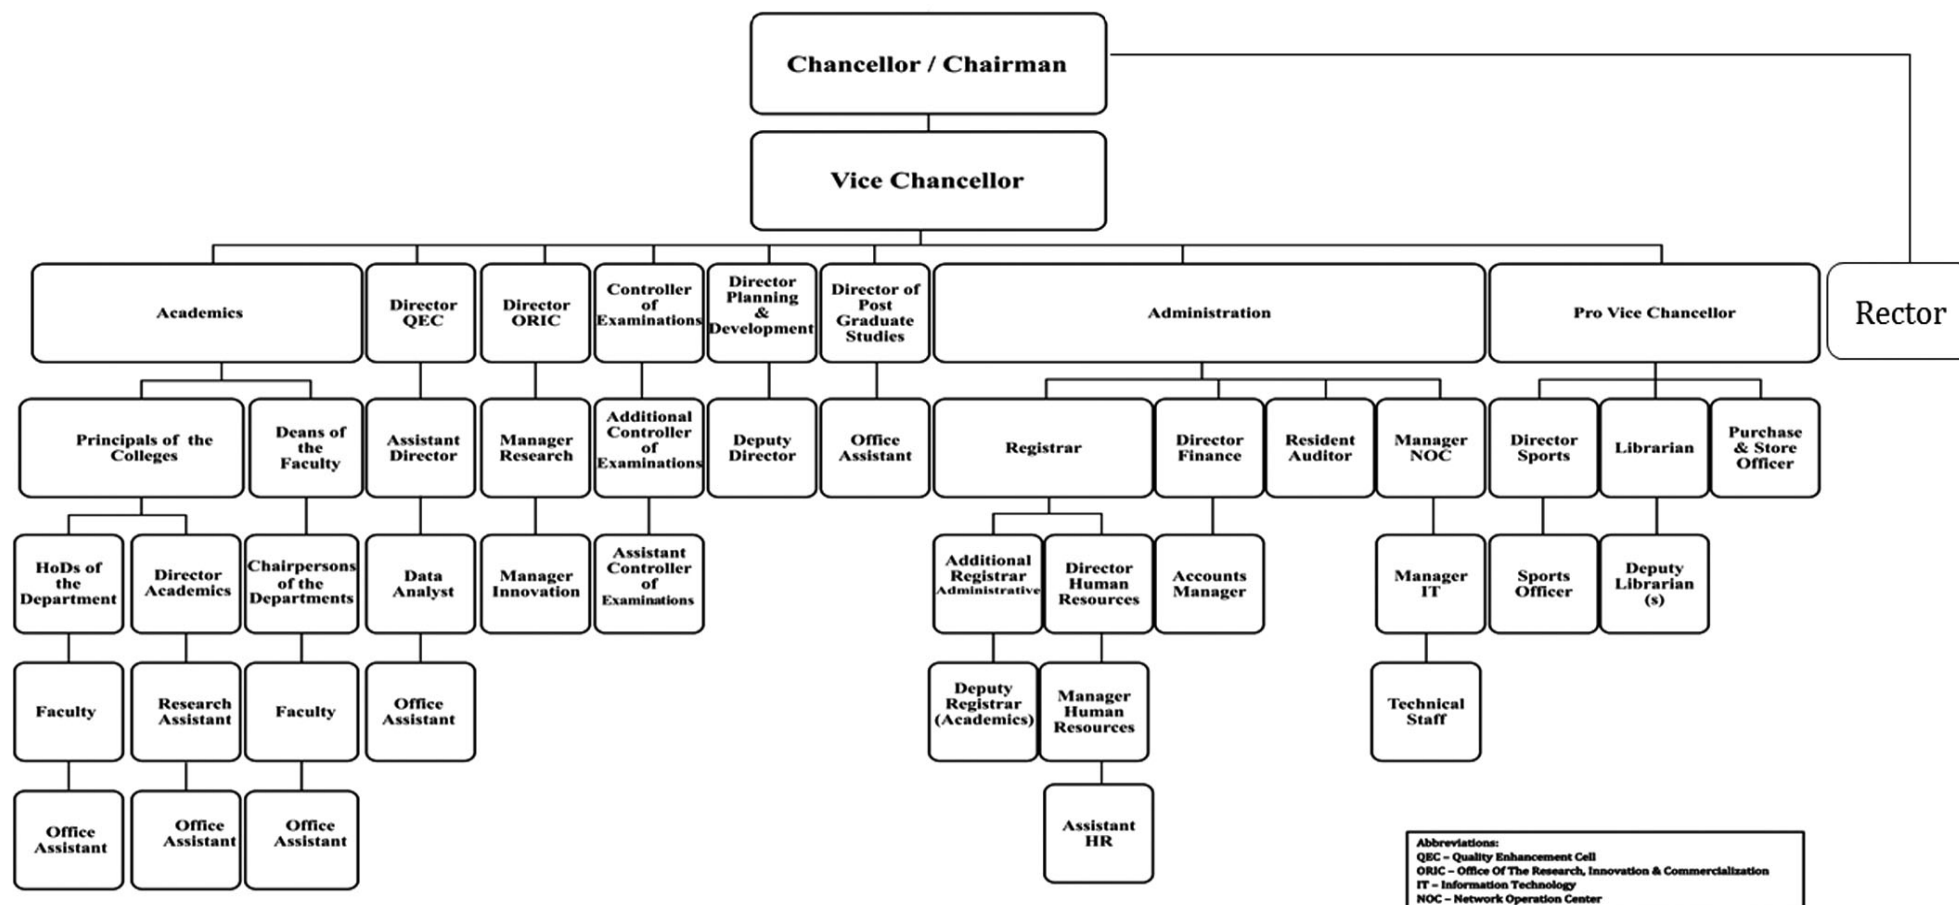 Chancellor / Chairman
Vice Chancellor
Academics
Director
QEC
Director
ORIC
Controller
of
Examinations
Director
Planning
&
Development
Director of
Post
Graduate
Studies
Administration
Pro Vice Chancellor
Rector
Principals of the
Colleges
Deans of
the
Faculty
Assistant
Director
Manager
Research
Additional
Controller
of
Examinations
Deputy
Director
Office
Assistant
Registrar
Director
Finance
Resident
Auditor
Manager
NOC
Director
Sports
Librarian
Purchase
& Store
Officer
HoDs of
the
Department
Director
Academics
Chairpersons
of the
Departments
Data
Analyst
Manager
Innovation
Assistant
Controller
of
Examinations
Additional
Registrar
Administrative
Director
Human
Resources
Accounts
Manager
Manager
IT
Sports
Officer
Deputy
Librarian
(s)
Faculty
Research
Assistant
Faculty
Office
Assistant
Deputy
Registrar
(Academics)
Manager
Human
Resources
Technical
Staff
Office
Assistant
Office
Assistant
Office
Assistant
Assistant
HR
Abbreviations:
QEC – Quality Enhancement Cell
ORIC – Office Of The Research, Innovation & Commercialization
IT – Information Technology
NOC – Network Operation Center